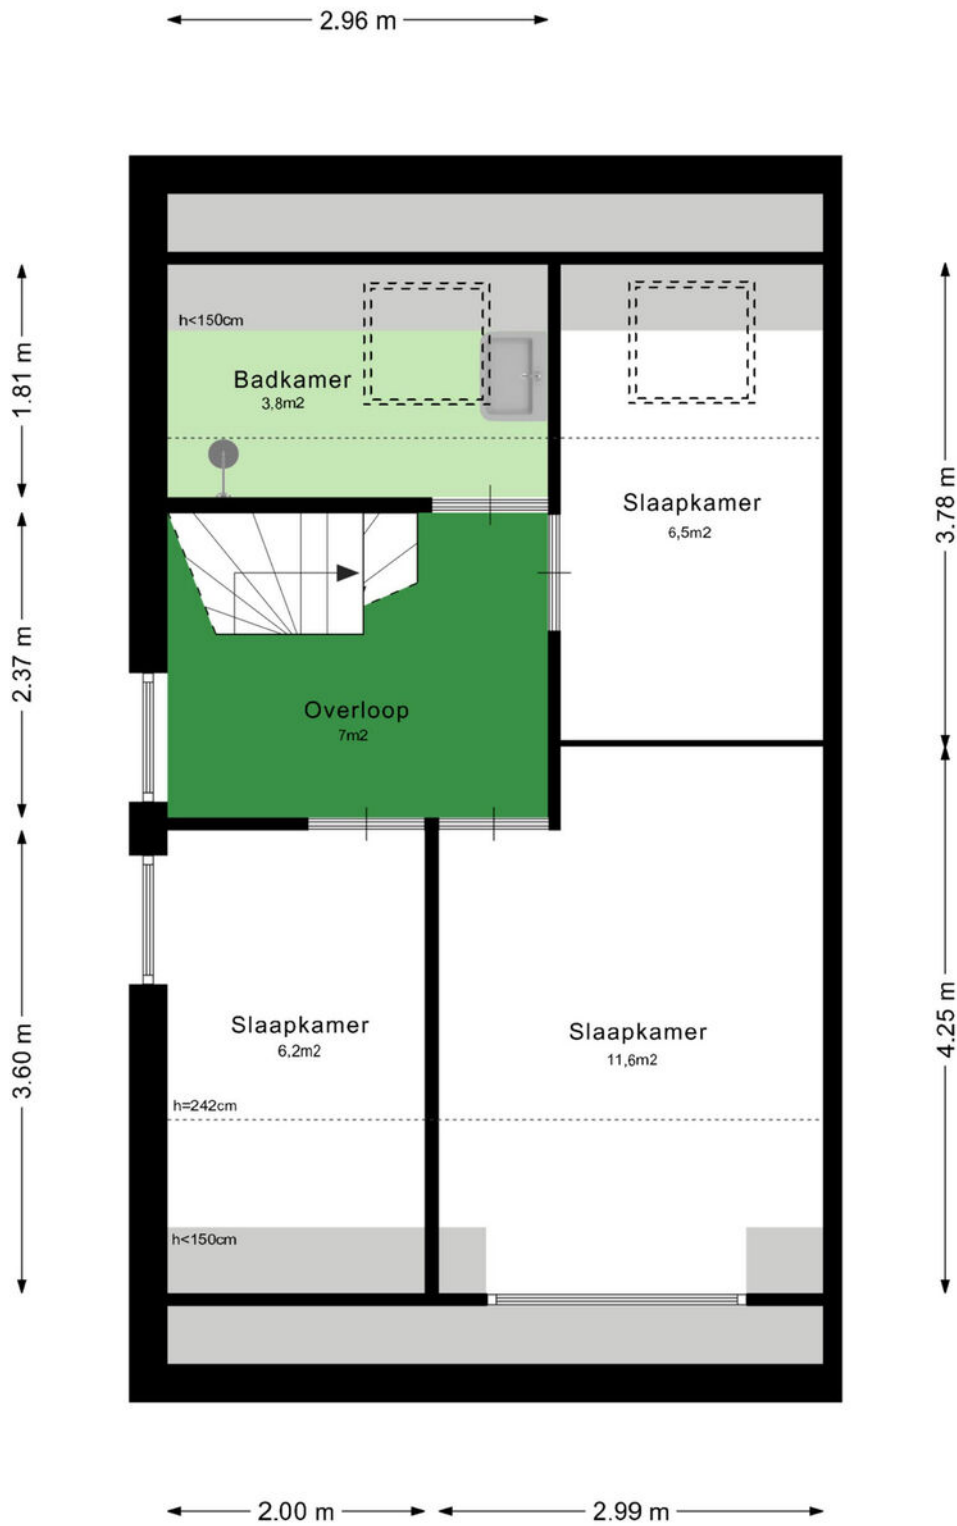 2.96 m
h<150cm
Badkamer
3,8m2
1.81 m
Slaapkamer
6,5m2
3.78 m
2.37 m
Overloop
7m2
Slaapkamer
6,2m2
Slaapkamer
11,6m2
3.60 m
4.25 m
h=242cm
h<150cm
2.00 m
2.99 m